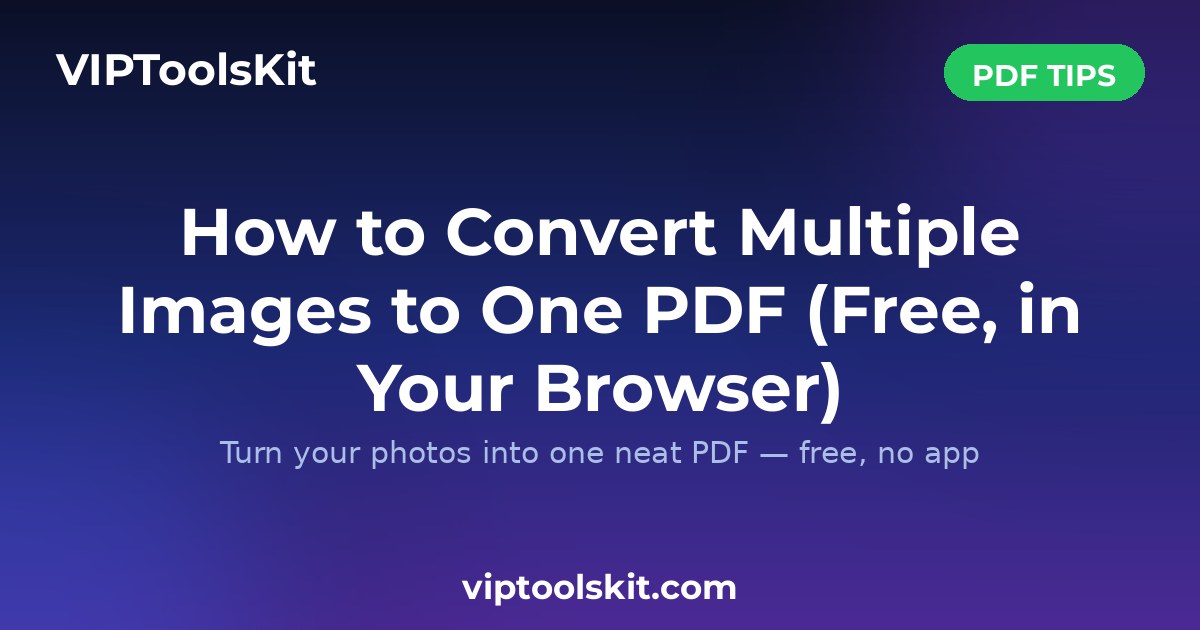 VIPToolsKit
PDF TIPS
How to Convert Multiple
Images to One PDF (Free, in
Your Browser)
Turn your photos into one neat PDF — free, no app
viptoolskit.com